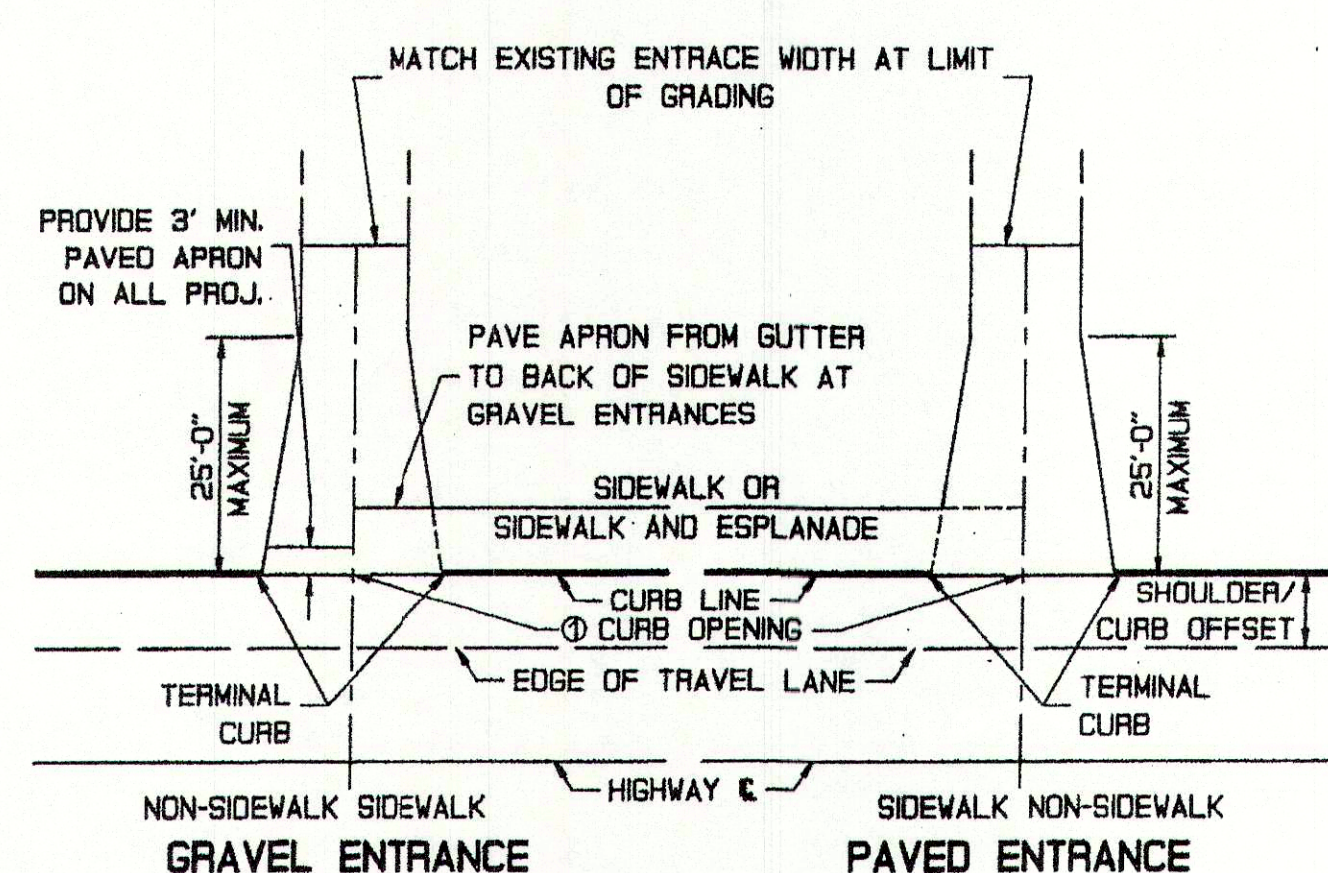 MATCH EXISTING ENTRACE WIDTH AT LIMIT
OF GRADING
PROVIDE 3' MIN.
PAVED APRON
ON ALL PROJ.
PAVE APRON FROM GUTTER
TO BACK OF SIDEWALK AT
GRAVEL ENTRANCES
25'-0"
MAXIMUM
25'-0"
MAXIMUM
SIDEWALK OR
SIDEWALK AND ESPLANADE
CURB LINE
① CURB OPENING
SHOULDER/
CURB OFFSET
EDGE OF TRAVEL LANE
TERMINAL
CURB
TERMINAL
CURB
HIGHWAY ℄
NON-SIDEWALK SIDEWALK
SIDEWALK NON-SIDEWALK
GRAVEL ENTRANCE
PAVED ENTRANCE